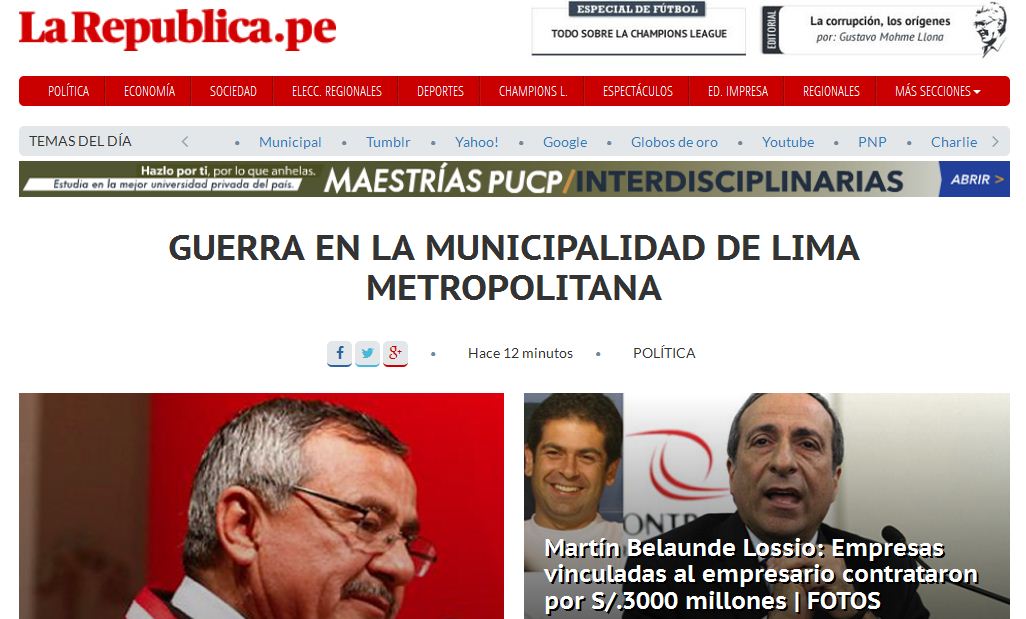 LaRepublica.pe
ESPECIAL DE FÚTBOL
TODO SOBRE LA CHAMPIONS LEAGUE
EDITORIAL
La corrupción, los orígenes
por: Gustavo Mohme Llona
POLÍTICA ECONOMÍA SOCIEDAD ELECC. REGIONALES DEPORTES CHAMPIONS L. ESPECTÁCULOS ED. IMPRESA REGIONALES MÁS SECCIONES
TEMAS DEL DÍA • Municipal • Tumblr • Yahoo! • Google • Globos de oro • Youtube • PNP • Charlie
Hazlo por ti, por lo que anhelas.
Estudia en la mejor universidad privada del país.
MAESTRÍAS PUCP/INTERDISCIPLINARIAS
ABRIR >
GUERRA EN LA MUNICIPALIDAD DE LIMA
METROPOLITANA
f g+ • Hace 12 minutos • POLÍTICA
Martín Belaunde Lossio: Empresas
vinculadas al empresario contrataron
por S/.3000 millones | FOTOS